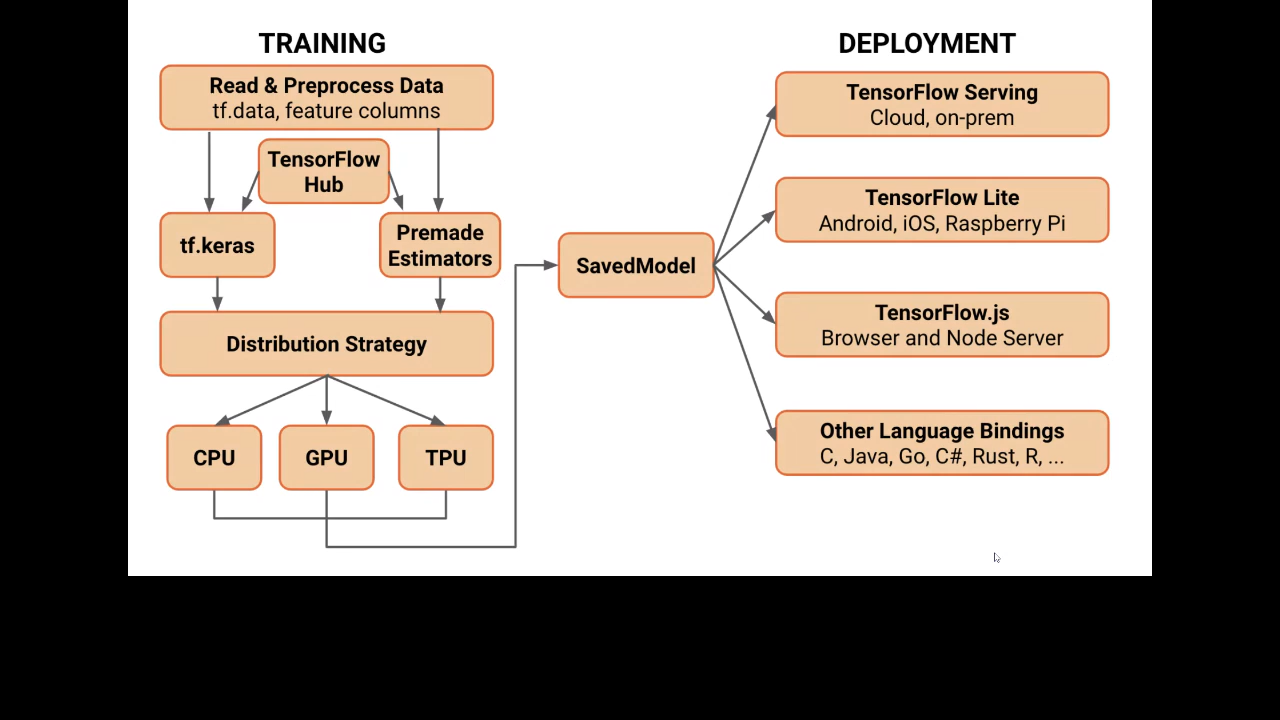 TRAINING
Read & Preprocess Data
tf.data, feature columns
TensorFlow
Hub
tf.keras
Premade
Estimators
Distribution Strategy
CPU
GPU
TPU
SavedModel
DEPLOYMENT
TensorFlow Serving
Cloud, on-prem
TensorFlow Lite
Android, iOS, Raspberry Pi
TensorFlow.js
Browser and Node Server
Other Language Bindings
C, Java, Go, C#, Rust, R, ...